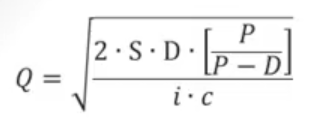 Q = √((2 · S · D · [P / (P − D)]) / (i · c))